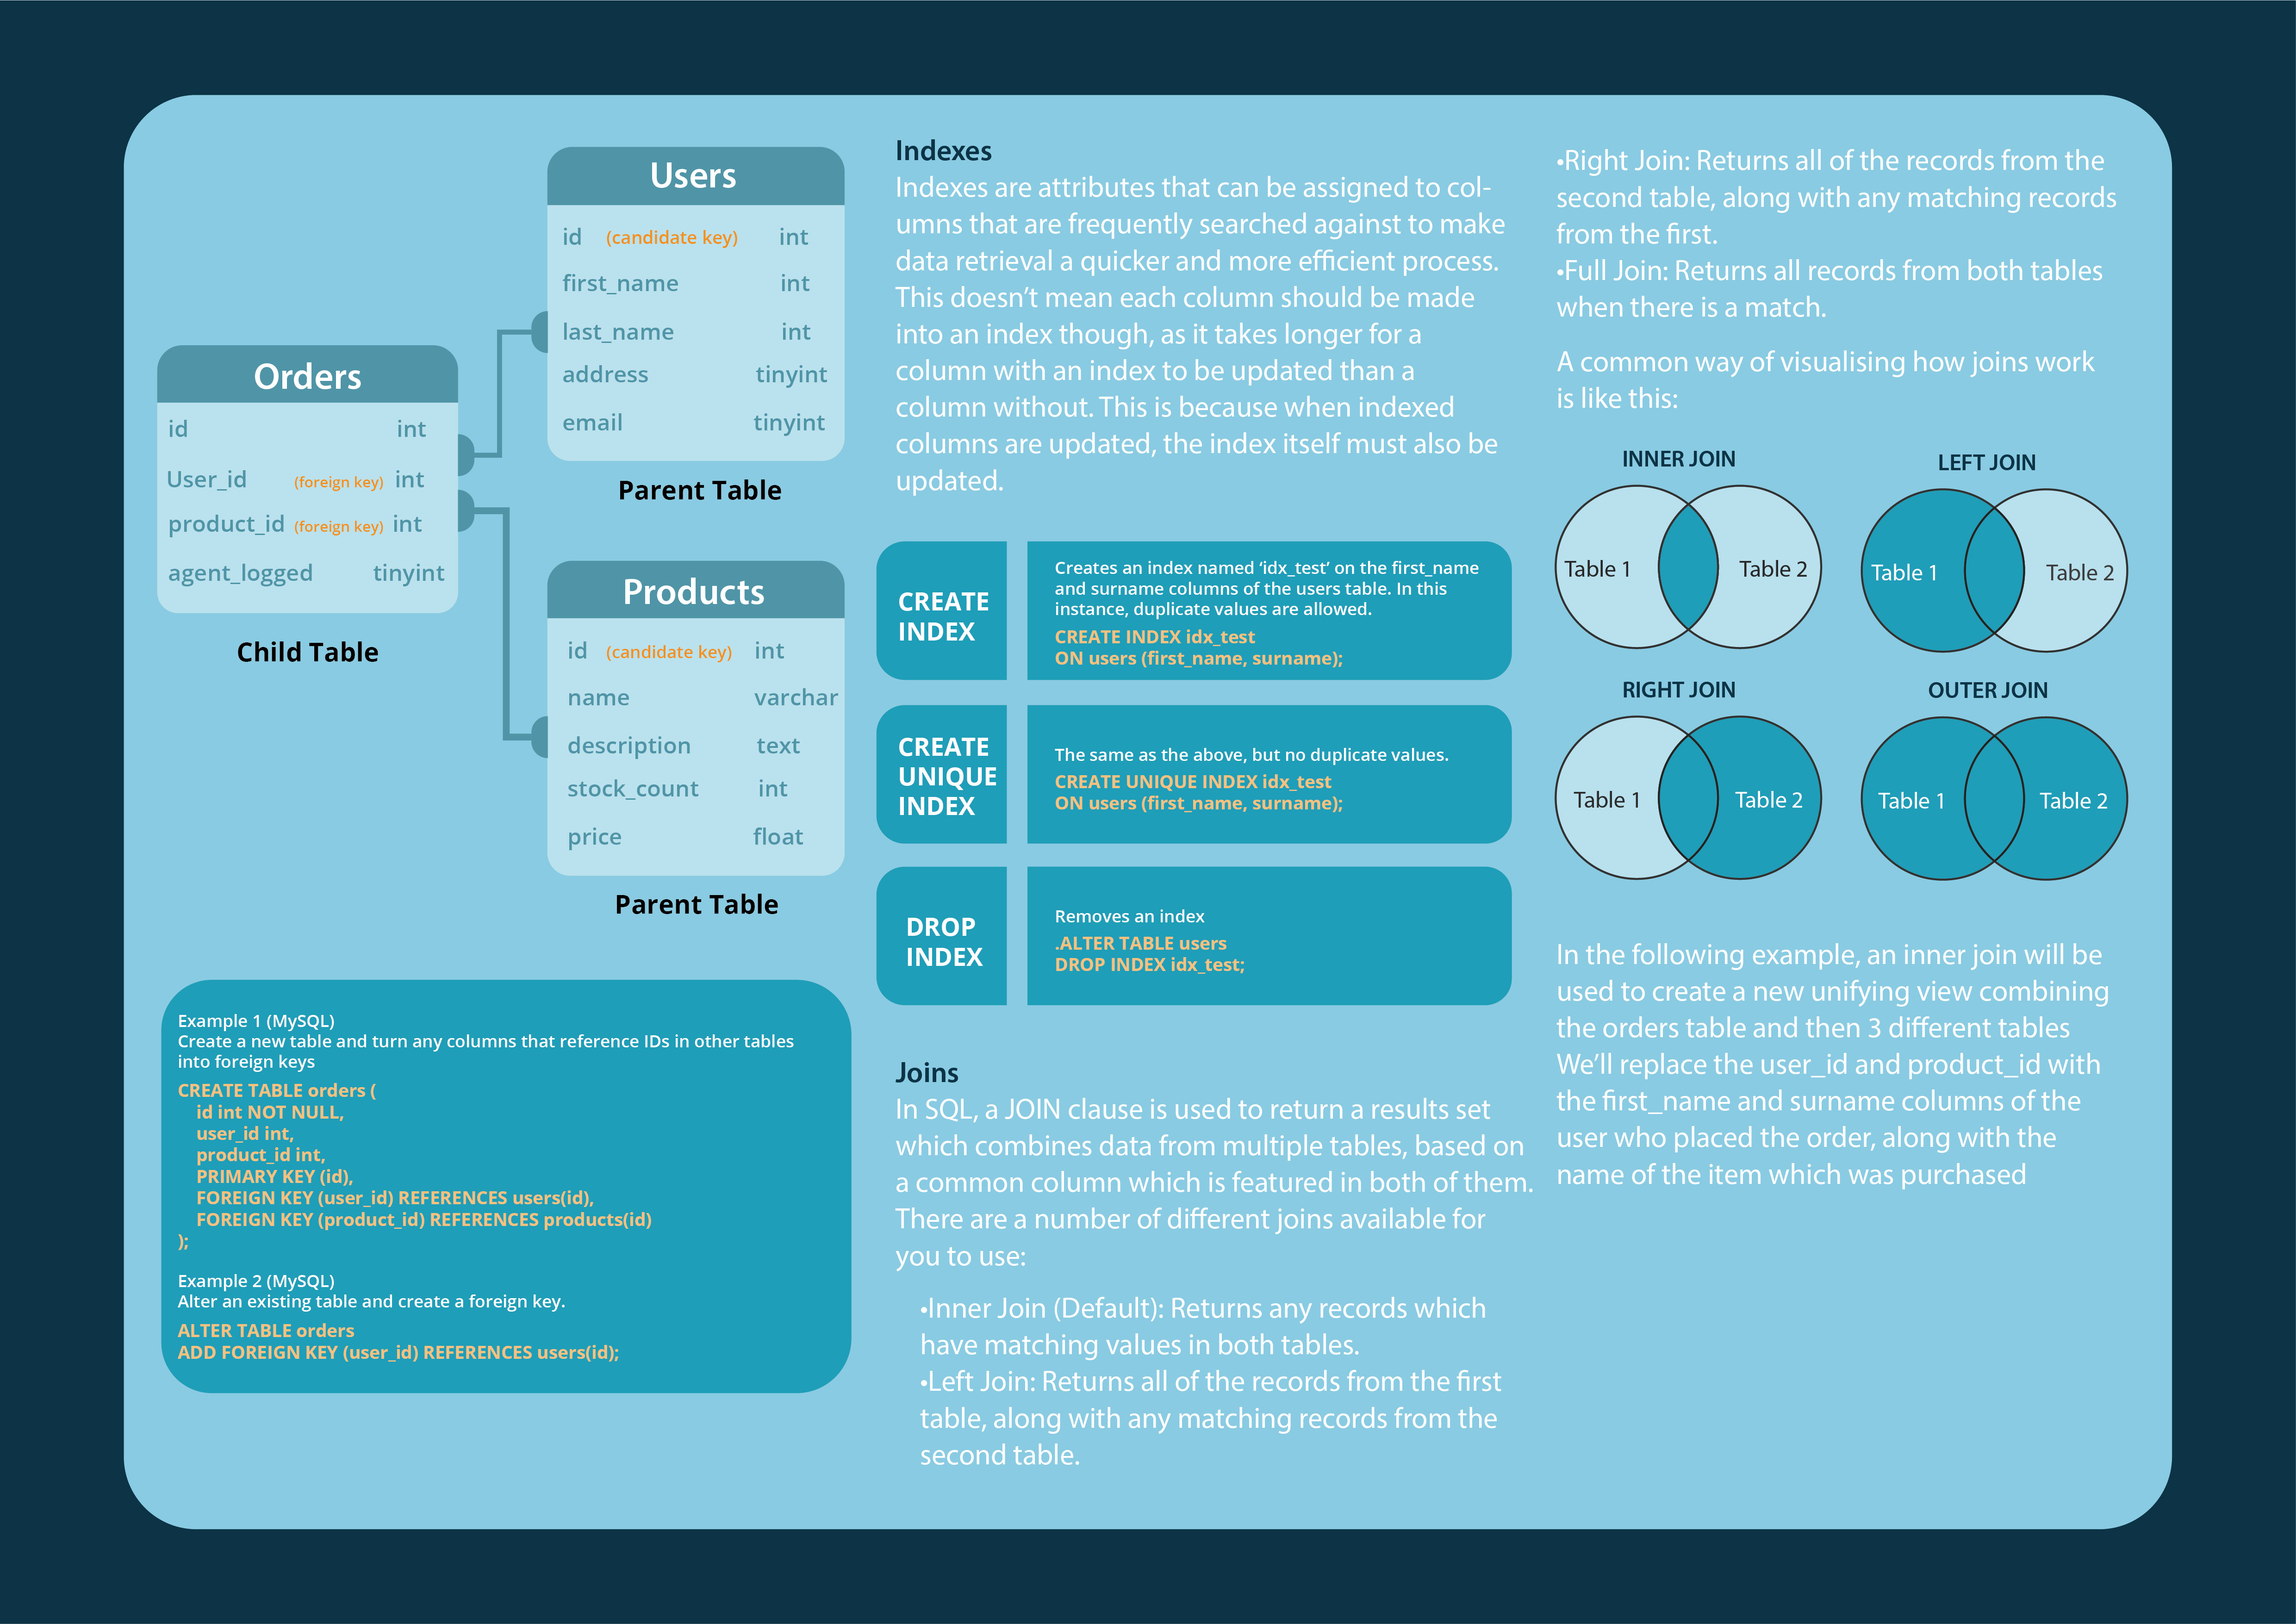 Users
id (candidate key) int
first_name int
last_name int
address tinyint
email tinyint
Parent Table
Orders
id int
User_id (foreign key) int
product_id (foreign key) int
agent_logged tinyint
Child Table
Products
id (candidate key) int
name varchar
description text
stock_count int
price float
Parent Table
Example 1 (MySQL)
Create a new table and turn any columns that reference IDs in other tables
into foreign keys
CREATE TABLE orders (
id int NOT NULL,
user_id int,
product_id int,
PRIMARY KEY (id),
FOREIGN KEY (user_id) REFERENCES users(id),
FOREIGN KEY (product_id) REFERENCES products(id)
);
Example 2 (MySQL)
Alter an existing table and create a foreign key.
ALTER TABLE orders
ADD FOREIGN KEY (user_id) REFERENCES users(id);
Indexes
Indexes are attributes that can be assigned to col-
umns that are frequently searched against to make
data retrieval a quicker and more efficient process.
This doesn’t mean each column should be made
into an index though, as it takes longer for a
column with an index to be updated than a
column without. This is because when indexed
columns are updated, the index itself must also be
updated.
CREATE
INDEX
Creates an index named ‘idx_test’ on the first_name
and surname columns of the users table. In this
instance, duplicate values are allowed.
CREATE INDEX idx_test
ON users (first_name, surname);
CREATE
UNIQUE
INDEX
The same as the above, but no duplicate values.
CREATE UNIQUE INDEX idx_test
ON users (first_name, surname);
DROP
INDEX
Removes an index
.ALTER TABLE users
DROP INDEX idx_test;
Joins
In SQL, a JOIN clause is used to return a results set
which combines data from multiple tables, based on
a common column which is featured in both of them.
There are a number of different joins available for
you to use:
•Inner Join (Default): Returns any records which
have matching values in both tables.
•Left Join: Returns all of the records from the first
table, along with any matching records from the
second table.
•Right Join: Returns all of the records from the
second table, along with any matching records
from the first.
•Full Join: Returns all records from both tables
when there is a match.
A common way of visualising how joins work
is like this:
INNER JOIN
Table 1 Table 2
LEFT JOIN
Table 1 Table 2
RIGHT JOIN
Table 1 Table 2
OUTER JOIN
Table 1 Table 2
In the following example, an inner join will be
used to create a new unifying view combining
the orders table and then 3 different tables
We’ll replace the user_id and product_id with
the first_name and surname columns of the
user who placed the order, along with the
name of the item which was purchased